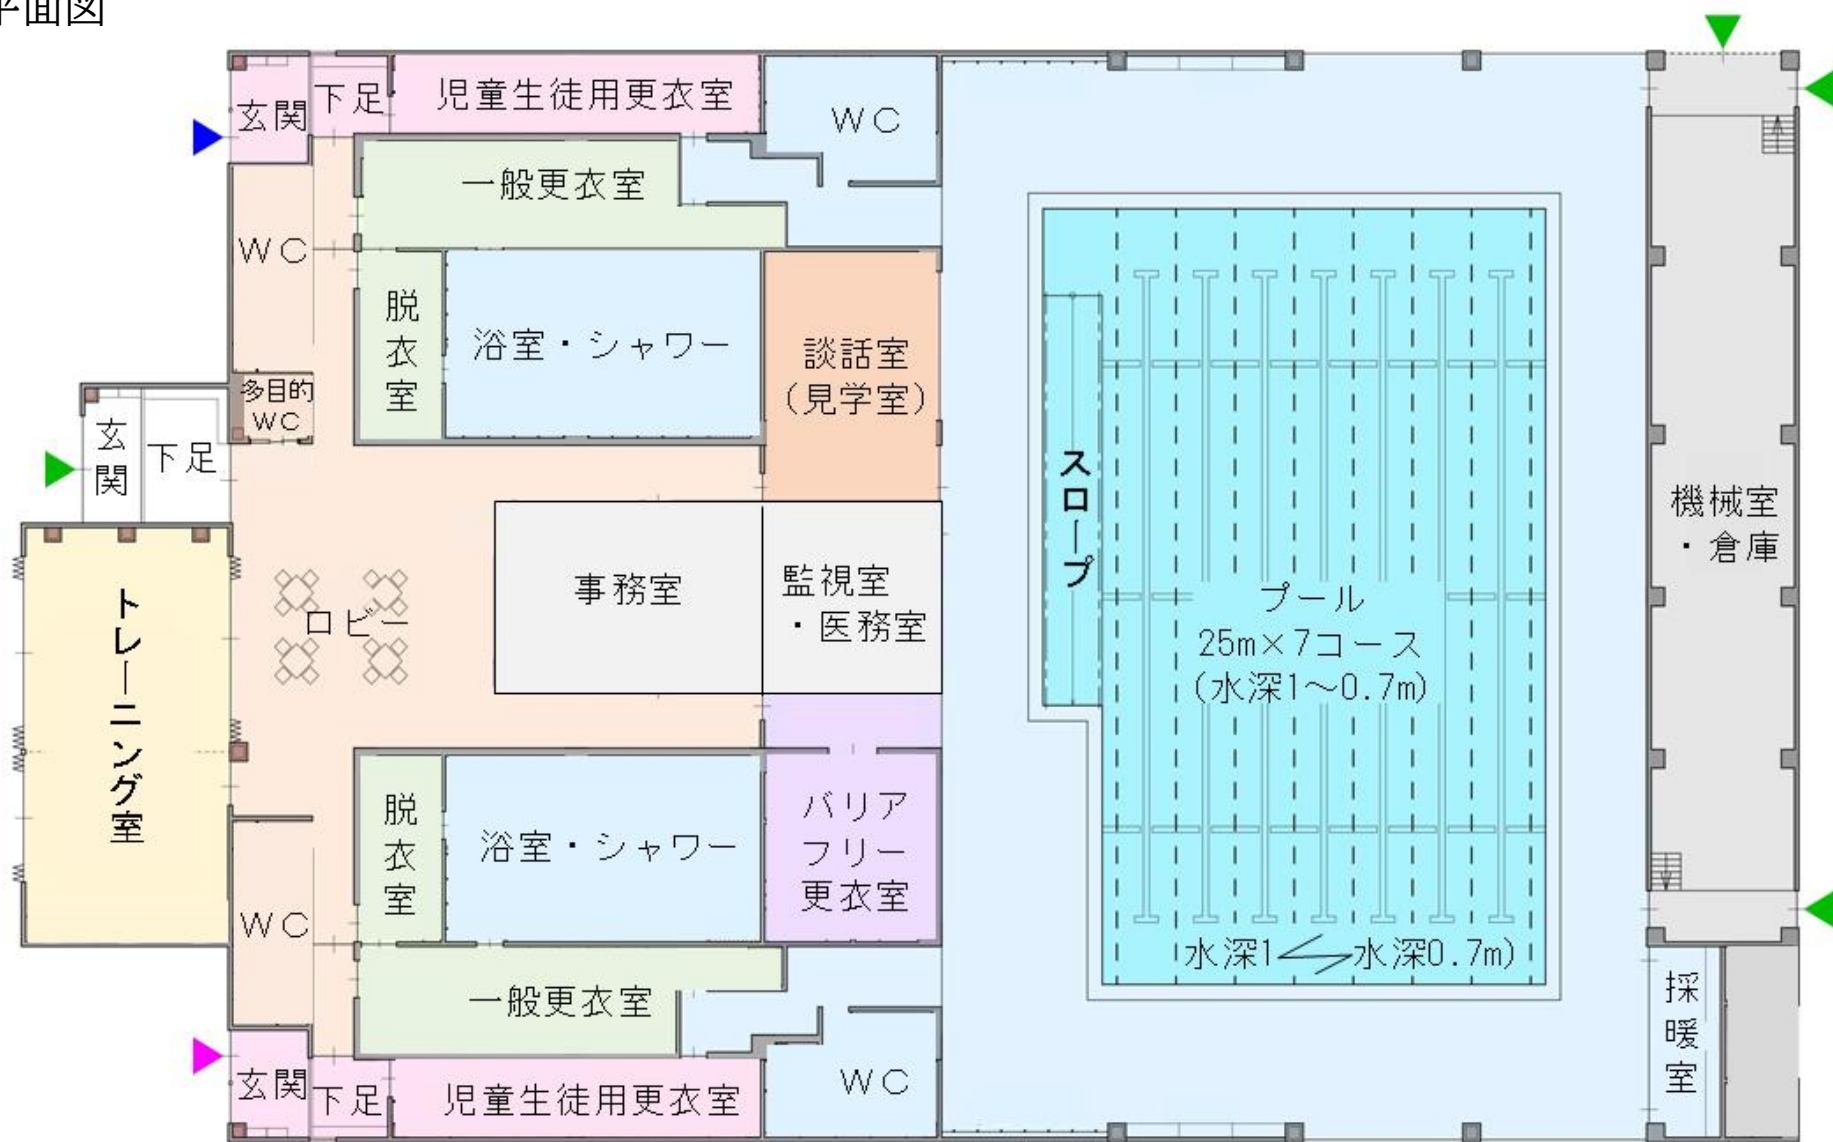 平面図
玄関
下足
児童生徒用更衣室
WC
一般更衣室
WC
脱衣室
浴室・シャワー
談話室
(見学室)
多目的
WC
玄関
下足
トレーニング室
ロビー
事務室
監視室
・医務室
スロープ
プール
25m×7コース
(水深1～0.7m)
水深1
水深0.7m)
機械室
・倉庫
脱衣室
浴室・シャワー
バリア
フリー
更衣室
WC
一般更衣室
玄関
下足
児童生徒用更衣室
WC
採暖室